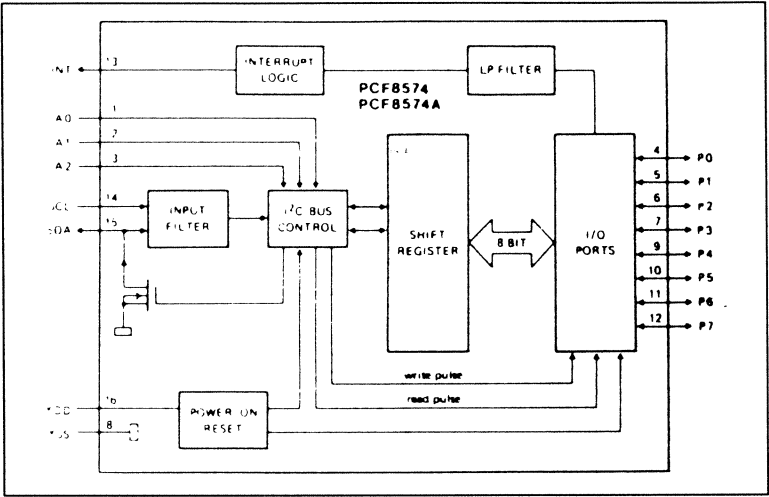 13
INTERRUPT
LOGIC
LP FILTER
PCF8574
PCF8574A
1
A0
2
A1
3
A2
14
SCL
15
SDA
INPUT
FILTER
I²C BUS
CONTROL
SHIFT
REGISTER
8 BIT
I/O
PORTS
4 P0
5 P1
6 P2
7 P3
9 P4
10 P5
11 P6
12 P7
write pulse
read pulse
16
VDD
8
VSS
POWER ON
RESET